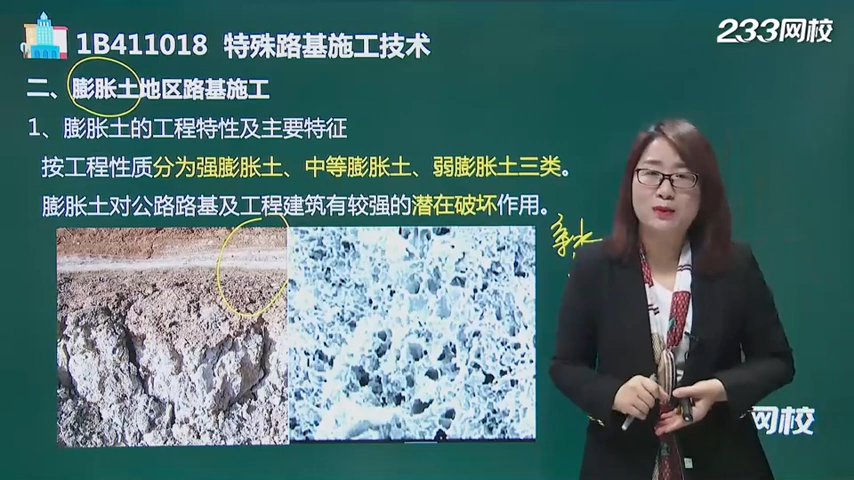 233网校
1B411018 特殊路基施工技术
二、膨胀土地区路基施工
1、膨胀土的工程特性及主要特征
按工程性质分为强膨胀土、中等膨胀土、弱膨胀土三类。
膨胀土对公路路基及工程建筑有较强的潜在破坏作用。
亲水
网校